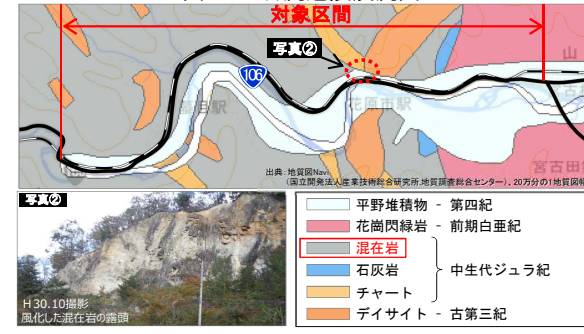 対象区間
写真②
106
花原市駅
山
宮古田
出典：地質図Navi
（国立開発法人産業技術総合研究所,地質調査総合センター），20万分の1地質図幅
写真②
H30.10撮影
風化した混在岩の露頭
平野堆積物 - 第四紀
花崗閃緑岩 - 前期白亜紀
混在岩
石灰岩
中生代ジュラ紀
チャート
デイサイト - 古第三紀